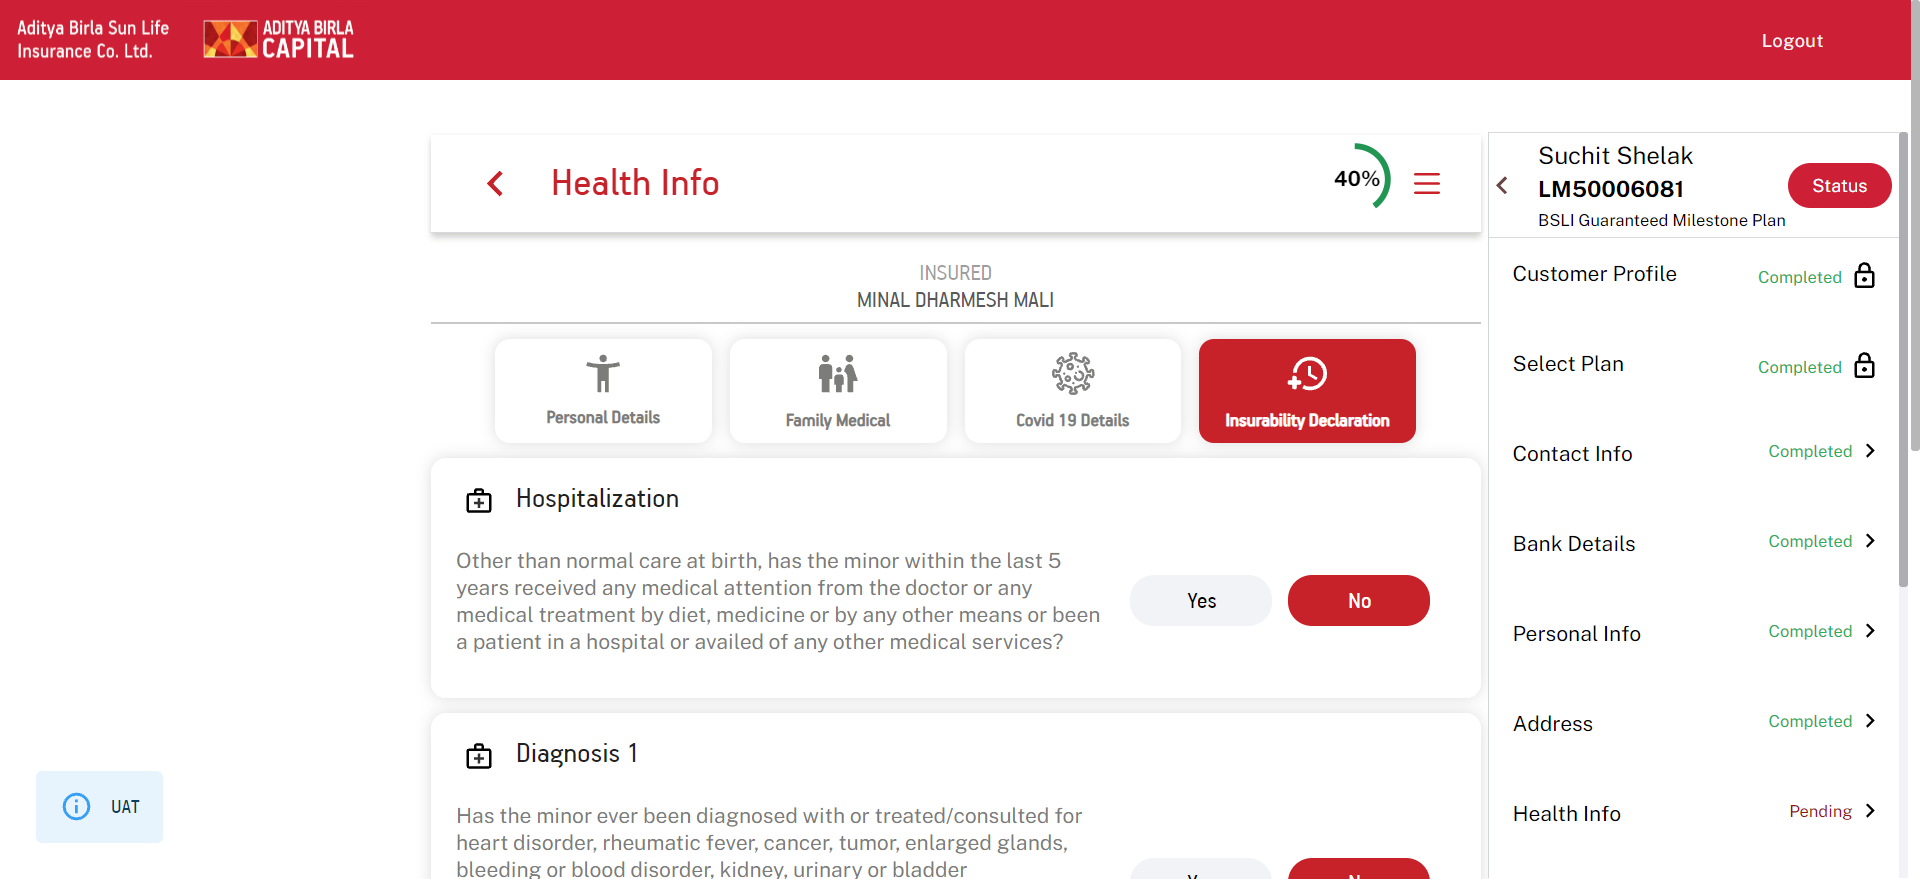 Aditya Birla Sun Life
Insurance Co. Ltd.
ADITYA BIRLA
CAPITAL
Logout
Health Info
40%
INSURED
MINAL DHARMESH MALI
Personal Details
Family Medical
Covid 19 Details
Insurability Declaration
Hospitalization
Other than normal care at birth, has the minor within the last 5
years received any medical attention from the doctor or any
medical treatment by diet, medicine or by any other means or been
a patient in a hospital or availed of any other medical services?
Yes
No
Diagnosis 1
Has the minor ever been diagnosed with or treated/consulted for
heart disorder, rheumatic fever, cancer, tumor, enlarged glands,
bleeding or blood disorder, kidney, urinary or bladder
UAT
Suchit Shelak
LM50006081
BSLI Guaranteed Milestone Plan
Status
Customer Profile
Completed
Select Plan
Completed
Contact Info
Completed
Bank Details
Completed
Personal Info
Completed
Address
Completed
Health Info
Pending